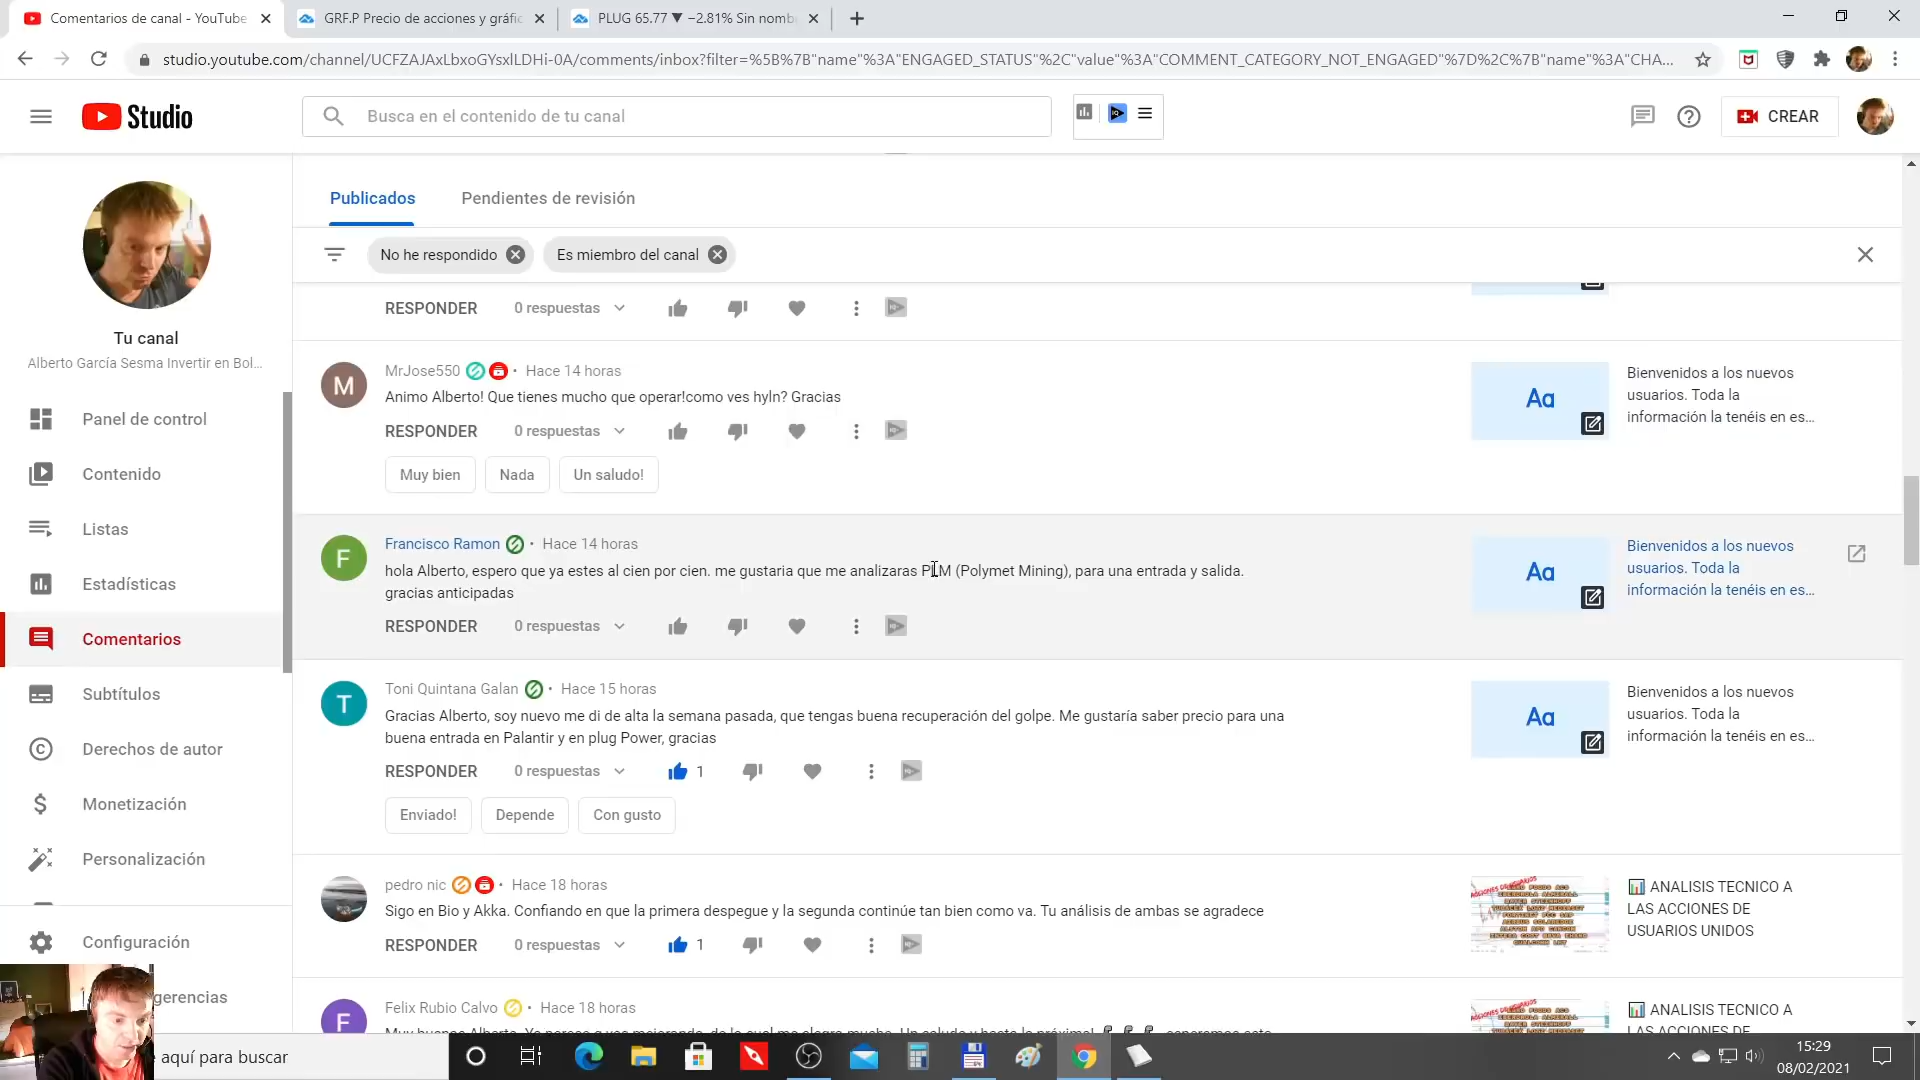 Comentarios de canal - YouTube
GRF.P Precio de acciones y gráfic
PLUG 65.77 ▼ −2.81% Sin nomb
studio.youtube.com/channel/UCFZAJAxLbxoGYsxlLDHi-0A/comments/inbox?filter=%5B%7B"name"%3A"ENGAGED_STATUS"%2C"value"%3A"COMMENT_CATEGORY_NOT_ENGAGED"%7D%2C%7B"name"%3A"CHA...
Studio
Busca en el contenido de tu canal
CREAR
Tu canal
Alberto García Sesma Invertir en Bol...
Panel de control
Contenido
Listas
Estadísticas
Comentarios
Subtítulos
Derechos de autor
Monetización
Personalización
Configuración
gerencias
Publicados
Pendientes de revisión
No he respondido
Es miembro del canal
RESPONDER 0 respuestas
M
MrJose550 • Hace 14 horas
Animo Alberto! Que tienes mucho que operar!como ves hyln? Gracias
RESPONDER 0 respuestas
Muy bien Nada Un saludo!
Aa
Bienvenidos a los nuevos
usuarios. Toda la
información la tenéis en es...
F
Francisco Ramon • Hace 14 horas
hola Alberto, espero que ya estes al cien por cien. me gustaria que me analizaras PLM (Polymet Mining), para una entrada y salida.
gracias anticipadas
RESPONDER 0 respuestas
Aa
Bienvenidos a los nuevos
usuarios. Toda la
información la tenéis en es...
T
Toni Quintana Galan • Hace 15 horas
Gracias Alberto, soy nuevo me di de alta la semana pasada, que tengas buena recuperación del golpe. Me gustaría saber precio para una
buena entrada en Palantir y en plug Power, gracias
RESPONDER 0 respuestas 1
Enviado! Depende Con gusto
Aa
Bienvenidos a los nuevos
usuarios. Toda la
información la tenéis en es...
pedro nic • Hace 18 horas
Sigo en Bio y Akka. Confiando en que la primera despegue y la segunda continúe tan bien como va. Tu análisis de ambas se agradece
RESPONDER 0 respuestas 1
ANALISIS TECNICO A
LAS ACCIONES DE
USUARIOS UNIDOS
F
Felix Rubio Calvo • Hace 18 horas
ANALISIS TECNICO A
LAS ACCIONES DE
aquí para buscar
15:29
08/02/2021